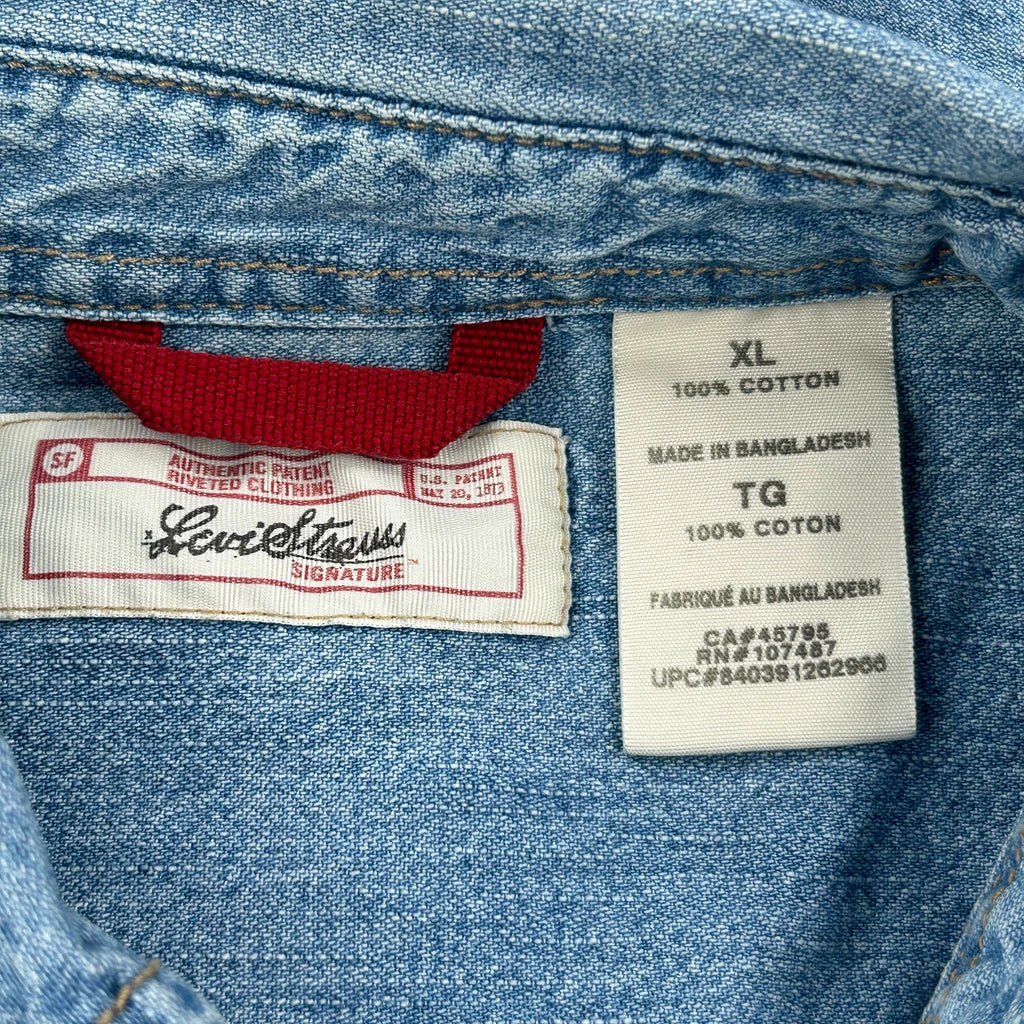 SF
AUTHENTIC PATENT
RIVETED CLOTHING
U.S. PATENT
MAY 20, 1873
x Levi Strauss
SIGNATURE™
XL
100% COTTON
MADE IN BANGLADESH
TG
100% COTON
FABRIQUÉ AU BANGLADESH
CA#45795
RN#107487
UPC#840391262966